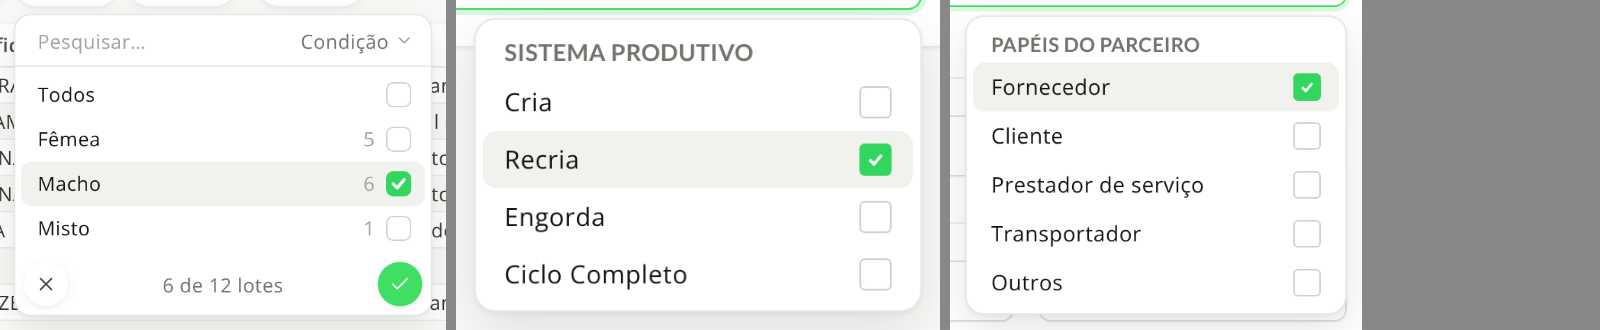 Pesquisar... Condição
Todos
Fêmea 5
Macho 6
Misto 1
6 de 12 lotes
SISTEMA PRODUTIVO
Cria
Recria
Engorda
Ciclo Completo
PAPÉIS DO PARCEIRO
Fornecedor
Cliente
Prestador de serviço
Transportador
Outros